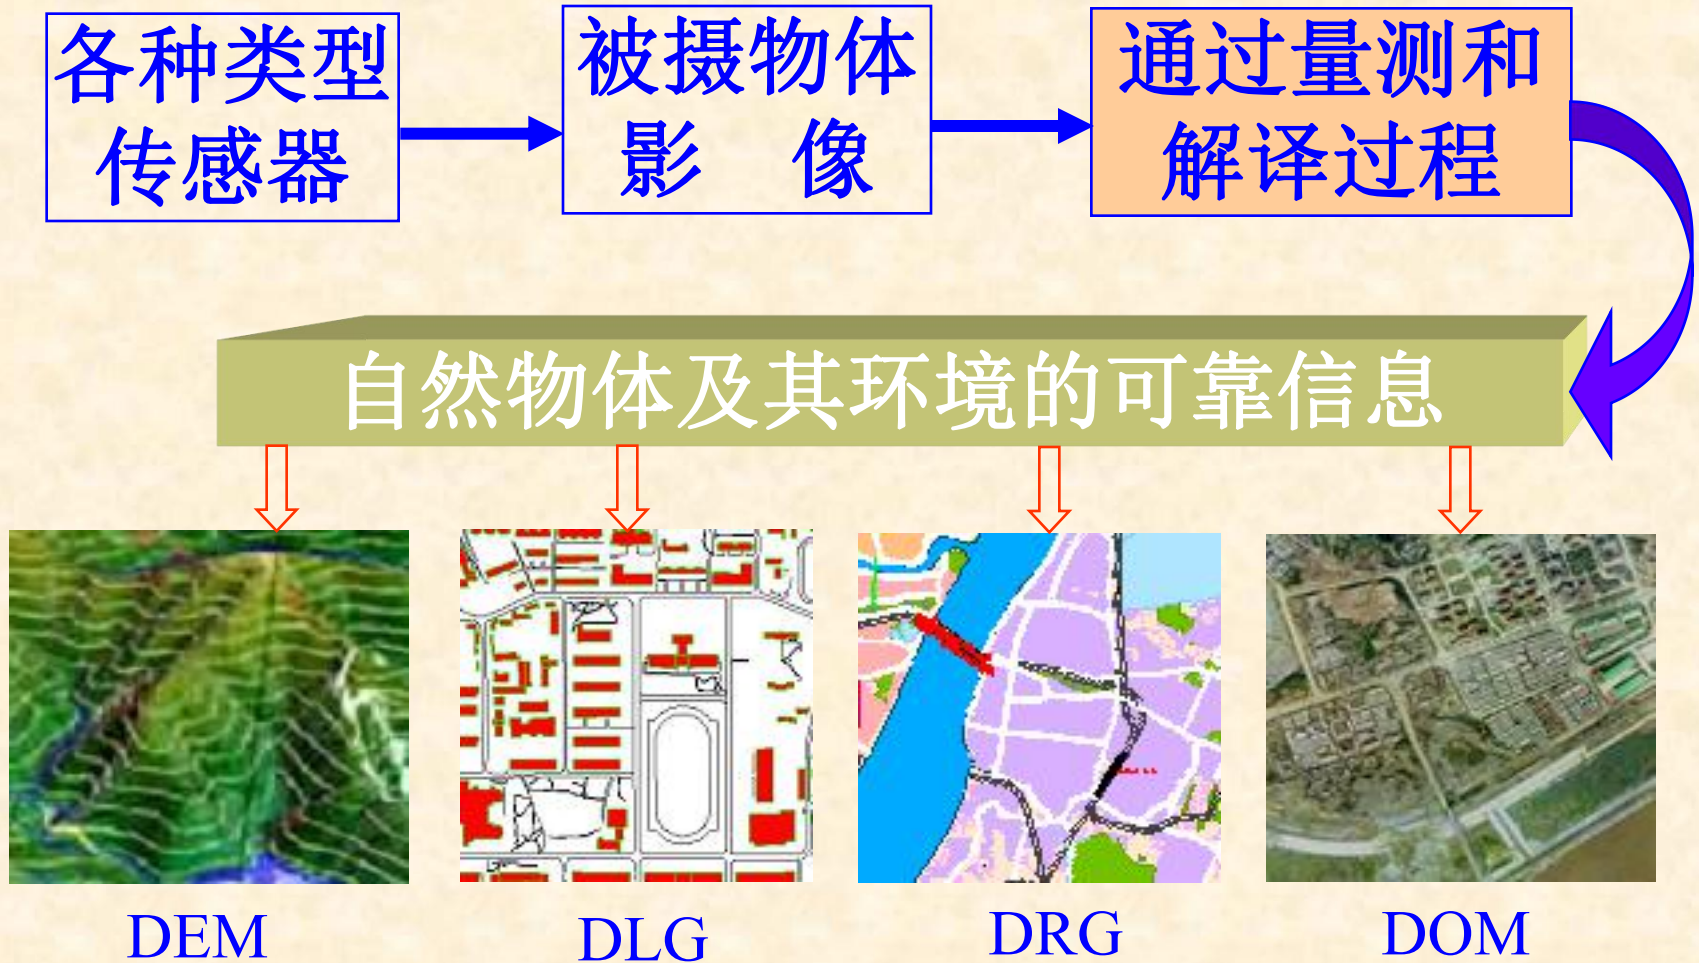 各种类型
传感器
被摄物体
影 像
通过量测和
解译过程
自然物体及其环境的可靠信息
DEM
DLG
DRG
DOM